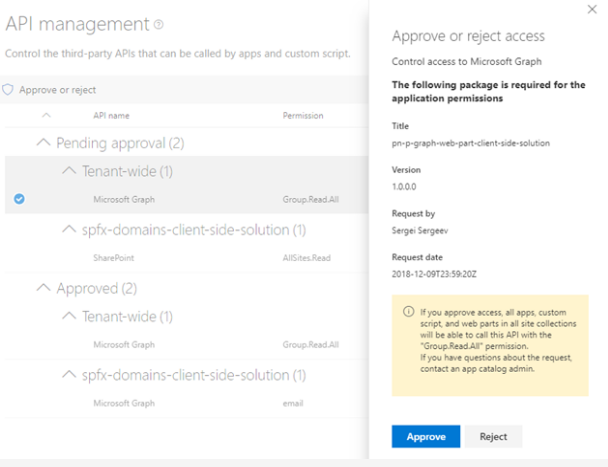 API management
Control the third-party APIs that can be called by apps and custom script.
Approve or reject
API name
Permission
Pending approval (2)
Tenant-wide (1)
Microsoft Graph
Group.Read.All
spfx-domains-client-side-solution (1)
SharePoint
AllSites.Read
Approved (2)
Tenant-wide (1)
Microsoft Graph
Group.Read.All
spfx-domains-client-side-solution (1)
Microsoft Graph
email
Approve or reject access
Control access to Microsoft Graph
The following package is required for the
application permissions
Title
pn-p-graph-web-part-client-side-solution
Version
1.0.0.0
Request by
Sergei Sergeev
Request date
2018-12-09T23:59:20Z
If you approve access, all apps, custom
script, and web parts in all site collections
will be able to call this API with the
"Group.Read.All" permission.
If you have questions about the request,
contact an app catalog admin.
Approve
Reject